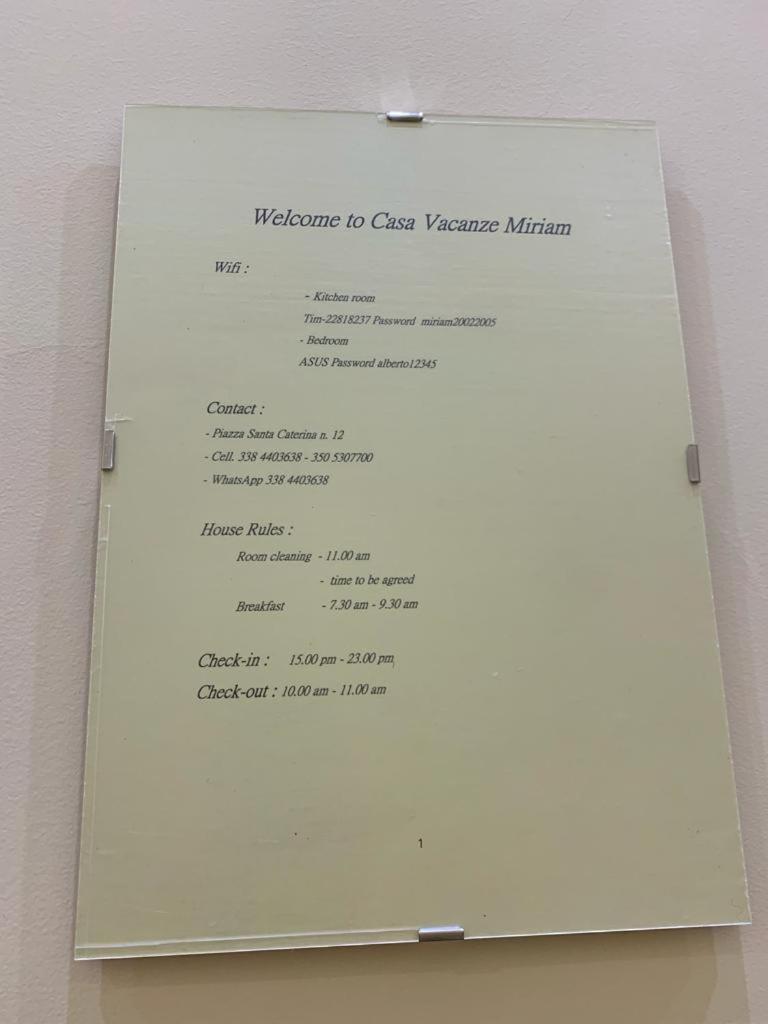 Welcome to Casa Vacanze Miriam
Wifi :
- Kitchen room
Tim-22818237 Password miriam20022005
- Bedroom
ASUS Password alberto12345
Contact :
- Piazza Santa Caterina n. 12
- Cell. 338 4403638 - 350 5307700
- WhatsApp 338 4403638
House Rules :
Room cleaning - 11.00 am
- time to be agreed
Breakfast - 7.30 am - 9.30 am
Check-in : 15.00 pm - 23.00 pm
Check-out : 10.00 am - 11.00 am
1